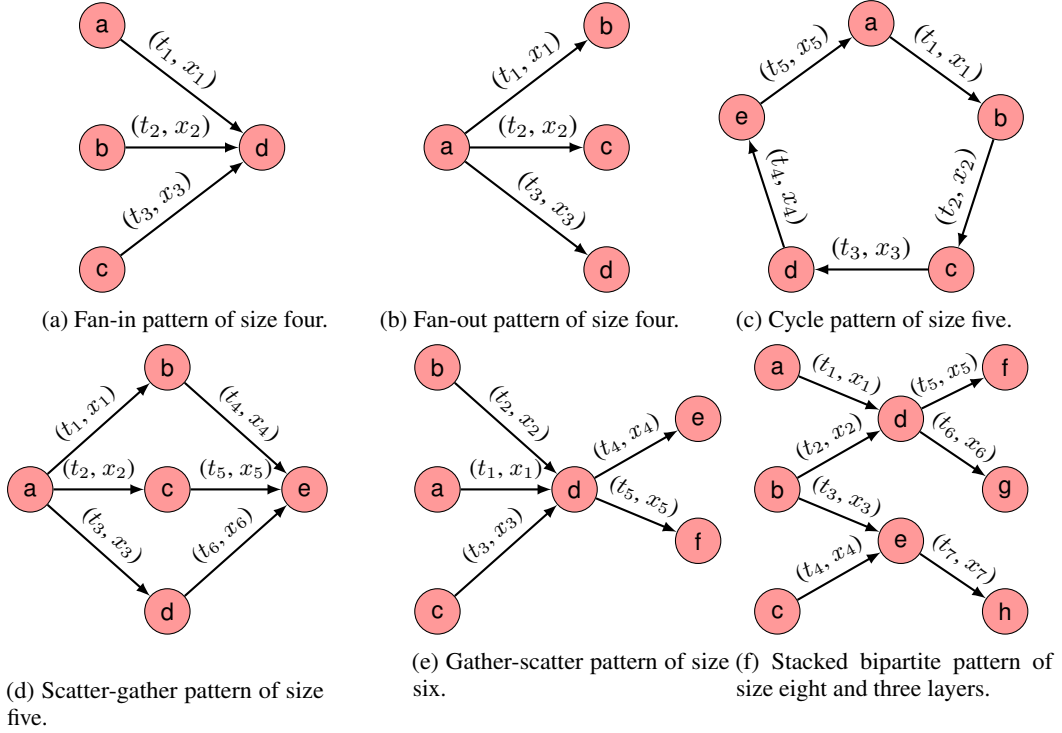 a
(t1, x1)
b
(t2, x2)
d
(t3, x3)
c
(a) Fan-in pattern of size four.
b
(t1, x1)
a
(t2, x2)
c
(t3, x3)
d
(b) Fan-out pattern of size four.
a
(t5, x5)
(t1, x1)
e
b
(t4, x4)
(t2, x2)
d
(t3, x3)
c
(c) Cycle pattern of size five.
b
(t1, x1)
(t4, x4)
a
(t2, x2)
c
(t5, x5)
e
(t3, x3)
(t6, x6)
d
(d) Scatter-gather pattern of size
five.
b
(t2, x2)
e
(t4, x4)
a
(t1, x1)
d
(t5, x5)
(t3, x3)
f
c
(e) Gather-scatter pattern of size
six.
a
(t1, x1)
(t5, x5)
f
d
(t2, x2)
(t6, x6)
b
g
(t3, x3)
e
(t4, x4)
(t7, x7)
c
h
(f) Stacked bipartite pattern of
size eight and three layers.